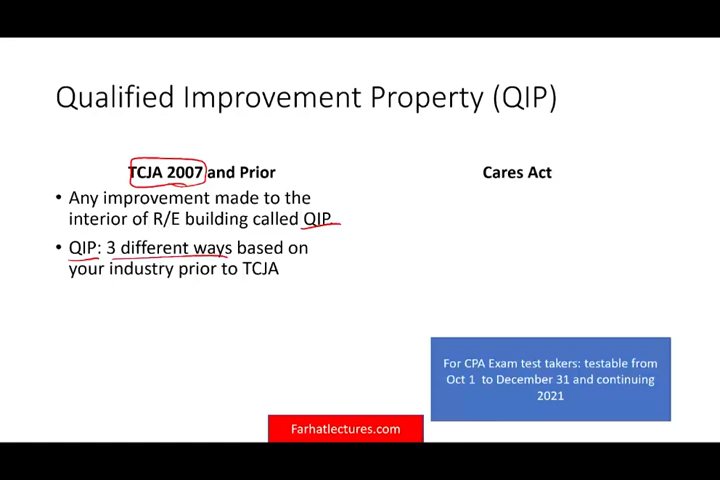 Qualified Improvement Property (QIP)
TCJA 2007 and Prior
• Any improvement made to the
interior of R/E building called QIP
• QIP: 3 different ways based on
your industry prior to TCJA
Cares Act
For CPA Exam test takers: testable from
Oct 1 to December 31 and continuing
2021
Farhatlectures.com